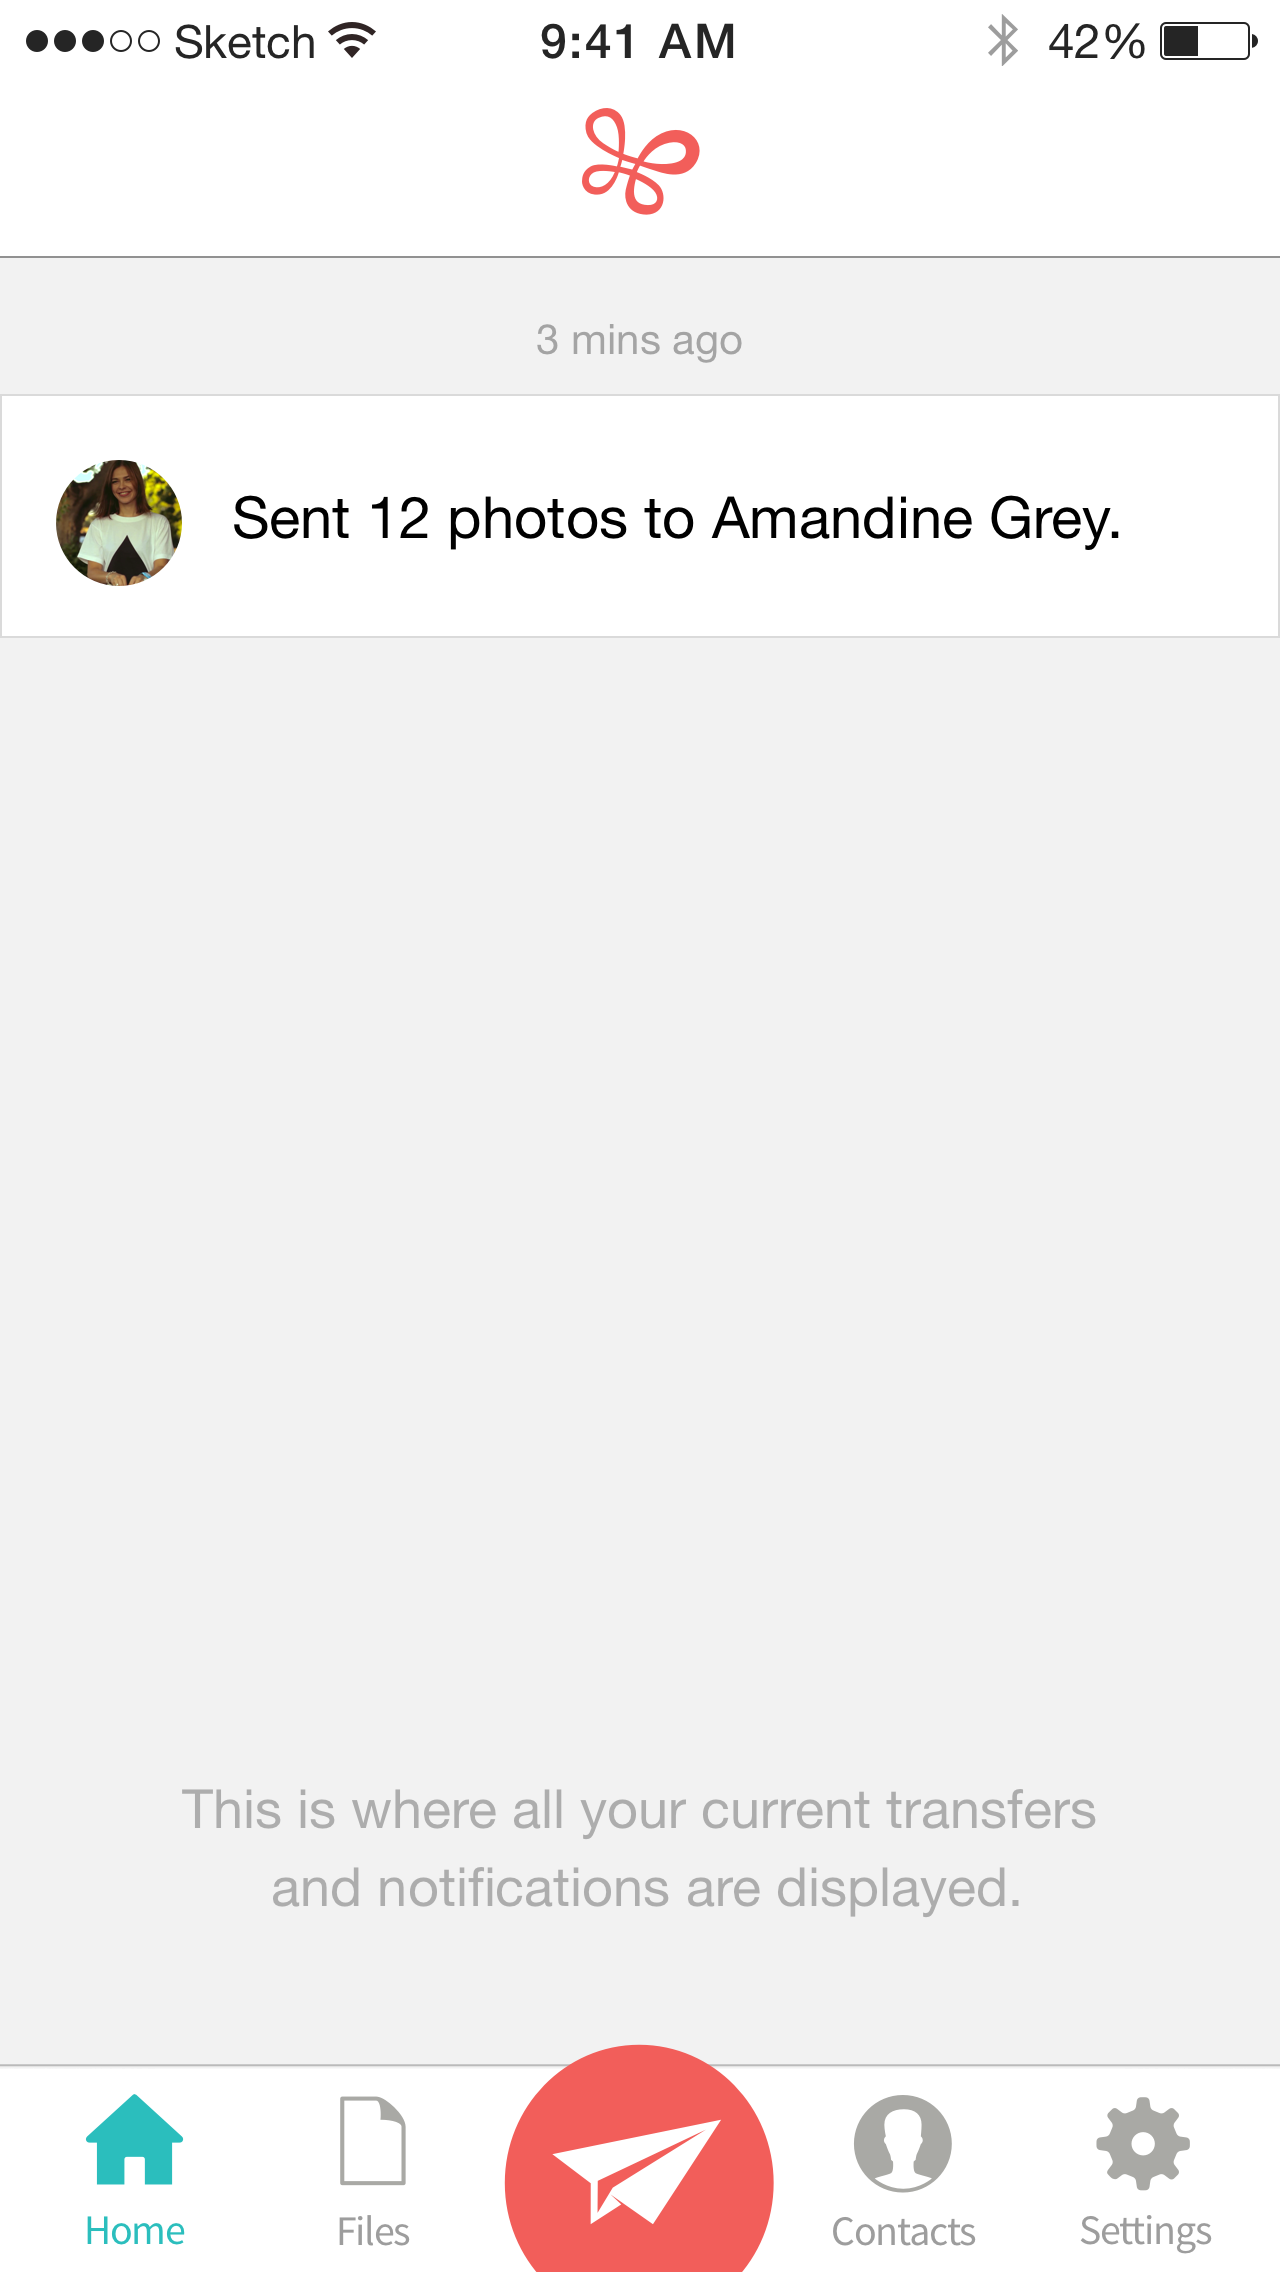 Sketch 9:41 AM 42%
3 mins ago
Sent 12 photos to Amandine Grey.
This is where all your current transfers
and notifications are displayed.
Home Files Contacts Settings